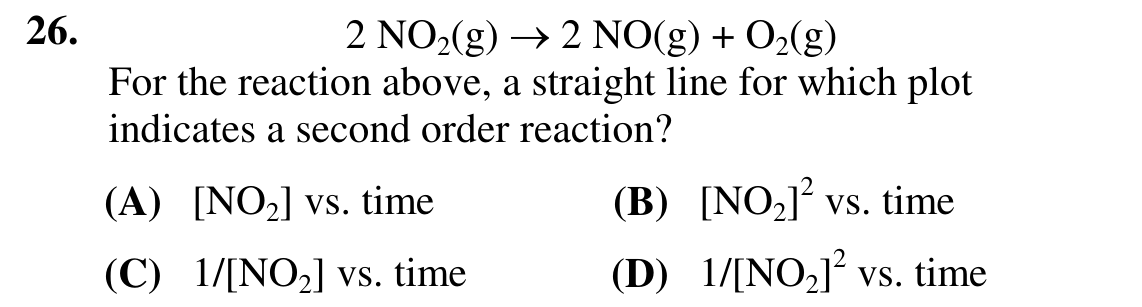 26. 2 NO₂(g) → 2 NO(g) + O₂(g)
For the reaction above, a straight line for which plot
indicates a second order reaction?
(A) [NO₂] vs. time (B) [NO₂]² vs. time
(C) 1/[NO₂] vs. time (D) 1/[NO₂]² vs. time